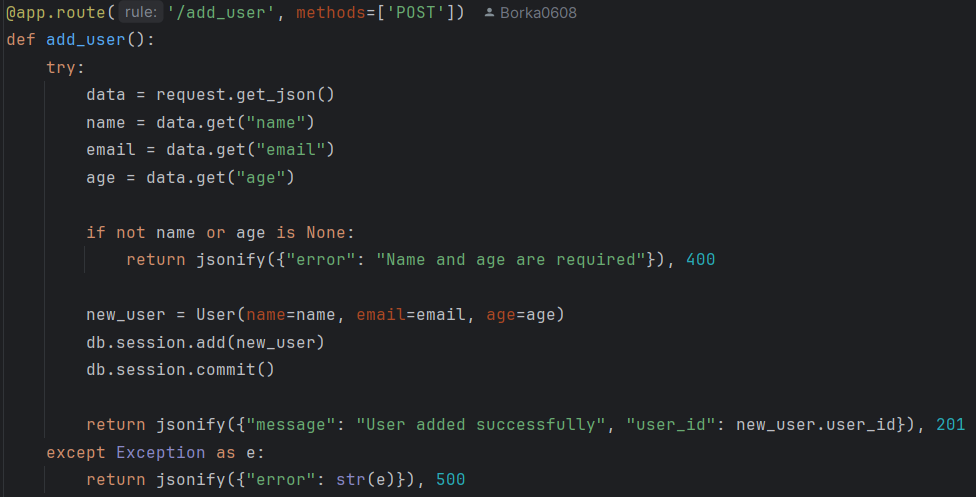 @app.route( rule: '/add_user', methods=['POST']) Borka0608
def add_user():
    try:
        data = request.get_json()
        name = data.get("name")
        email = data.get("email")
        age = data.get("age")

        if not name or age is None:
            return jsonify({"error": "Name and age are required"}), 400

        new_user = User(name=name, email=email, age=age)
        db.session.add(new_user)
        db.session.commit()

        return jsonify({"message": "User added successfully", "user_id": new_user.user_id}), 201
    except Exception as e:
        return jsonify({"error": str(e)}), 500